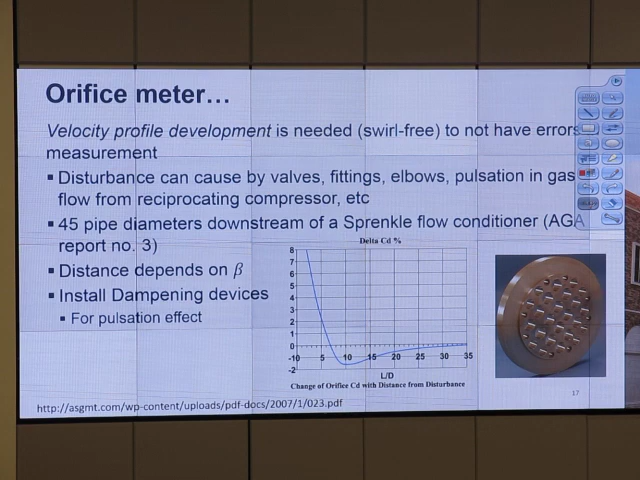 Orifice meter…
Velocity profile development is needed (swirl-free) to not have errors
measurement
▪ Disturbance can cause by valves, fittings, elbows, pulsation in gas
flow from reciprocating compressor, etc
▪ 45 pipe diameters downstream of a Sprenkle flow conditioner (AGA
report no. 3)
▪ Distance depends on β
▪ Install Dampening devices
▪ For pulsation effect
Delta Cd %
8
7
6
5
4
3
2
1
0
-10 5 10 15 20 25 30 35
-2
L/D
Change of Orifice Cd with Distance from Disturbance
17
http://asgmt.com/wp-content/uploads/pdf-docs/2007/1/023.pdf